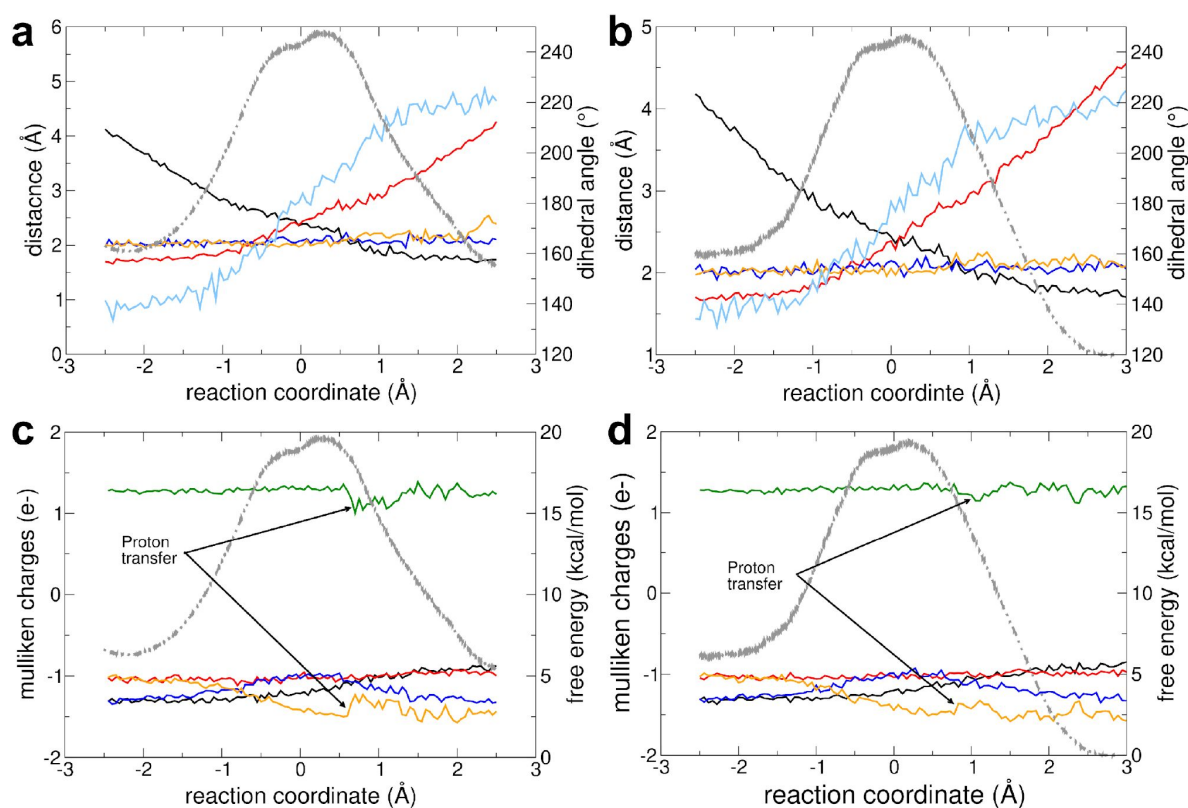 a
6
5
4
3
2
1
0
distacnce (Å)
-3 -2 -1 0 1 2 3
reaction coordinate (Å)
240
220
200
180
160
140
120
dihedral angle (°)
b
5
4
3
2
1
distance (Å)
-3 -2 -1 0 1 2 3
reaction coordinte (Å)
240
220
200
180
160
140
120
dihedral angle (°)
c
2
1
0
-1
-2
mulliken charges (e-)
Proton
transfer
-3 -2 -1 0 1 2 3
reaction coordinate (Å)
20
15
10
5
0
free energy (kcal/mol)
d
2
1
0
-1
-2
mulliken charges (e-)
Proton
transfer
-3 -2 -1 0 1 2 3
reaction coordinate (Å)
20
15
10
5
0
free energy (kcal/mol)